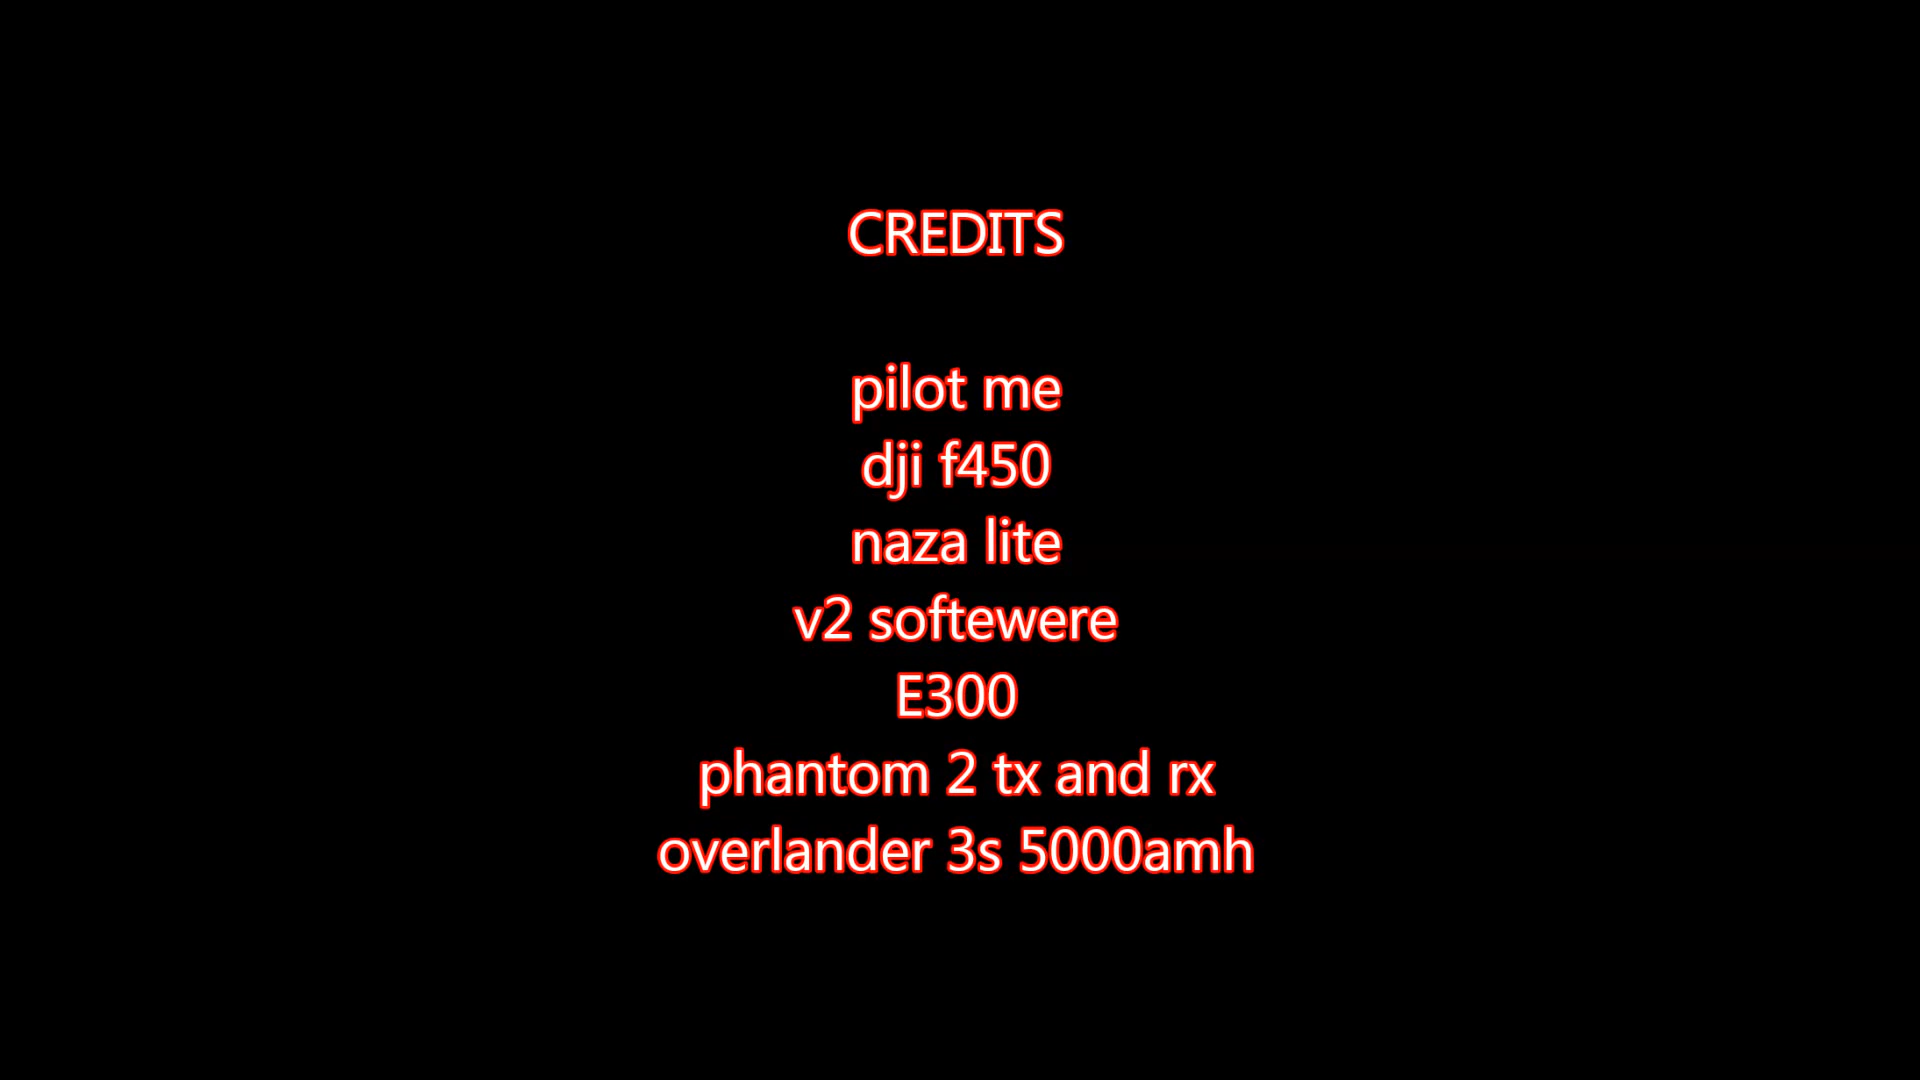 CREDITS
pilot me
dji f450
naza lite
v2 softewere
E300
phantom 2 tx and rx
overlander 3s 5000amh